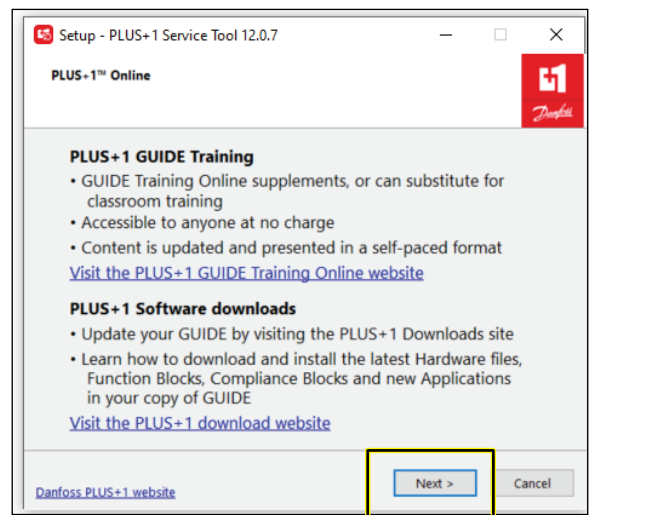 Setup - PLUS+1 Service Tool 12.0.7
PLUS+1™ Online
+1
Danfoss
PLUS+1 GUIDE Training
• GUIDE Training Online supplements, or can substitute for
classroom training
• Accessible to anyone at no charge
• Content is updated and presented in a self-paced format
Visit the PLUS+1 GUIDE Training Online website
PLUS+1 Software downloads
• Update your GUIDE by visiting the PLUS+1 Downloads site
• Learn how to download and install the latest Hardware files,
Function Blocks, Compliance Blocks and new Applications
in your copy of GUIDE
Visit the PLUS+1 download website
Danfoss PLUS+1 website
Next >
Cancel